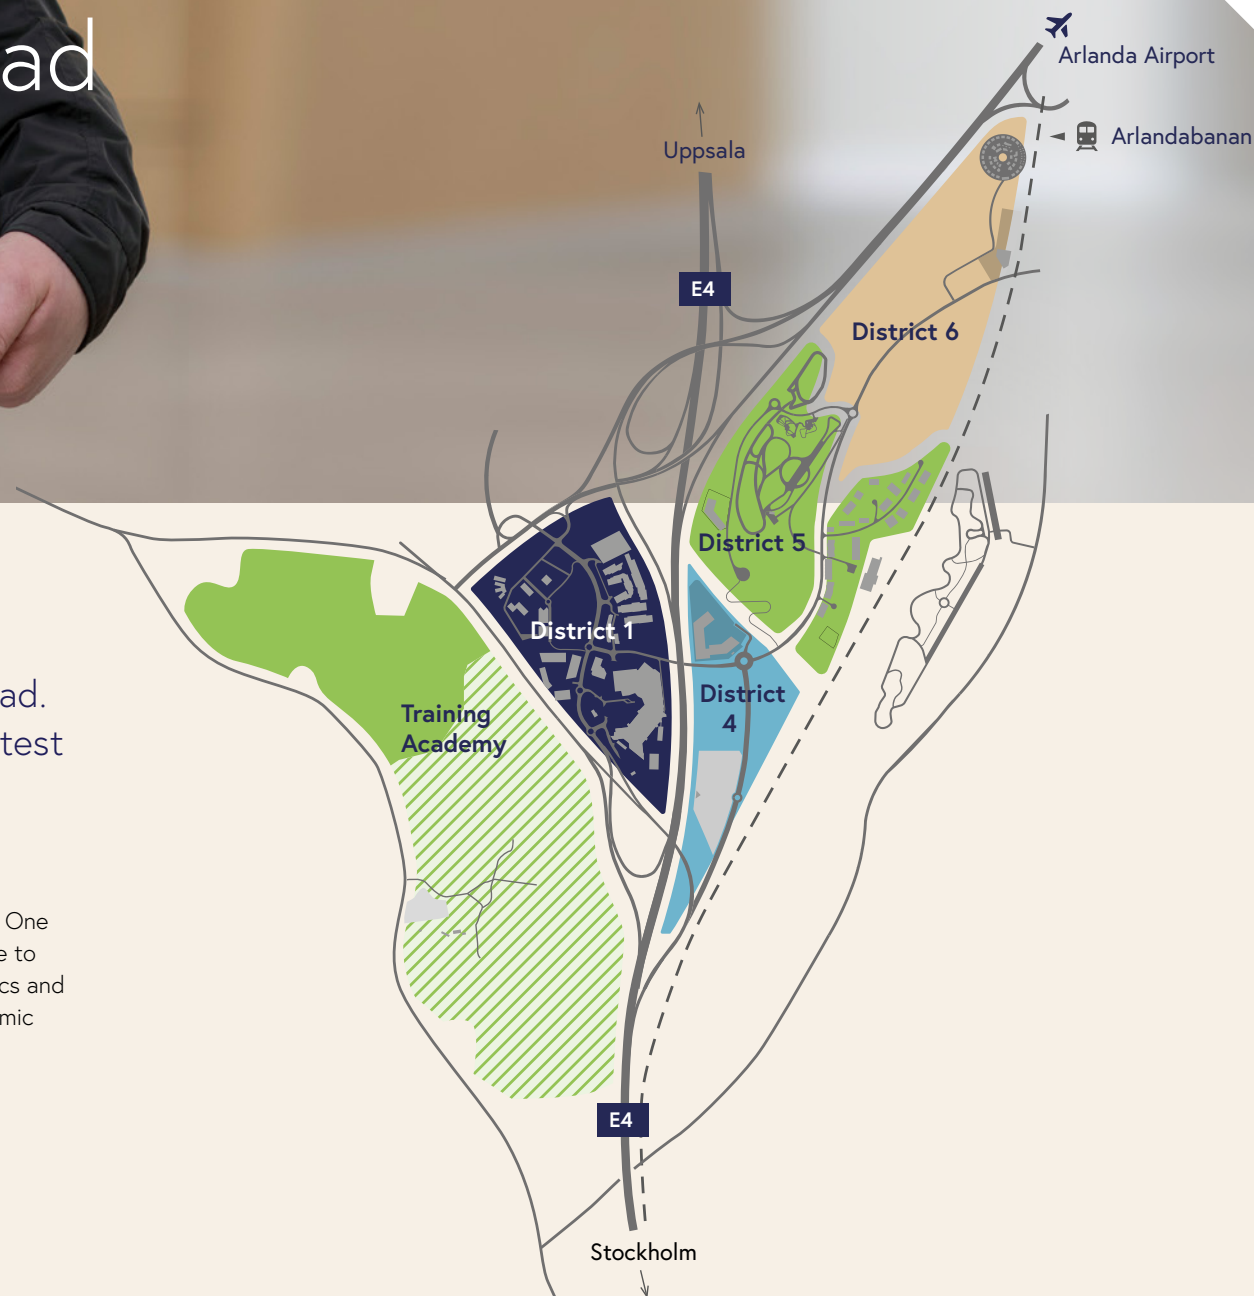 ad
Arlanda Airport
Arlandabanan
Uppsala
E4
District 6
District 5
District 1
District
4
Training
Academy
ad.
test
One
e to
cs and
mic
E4
Stockholm